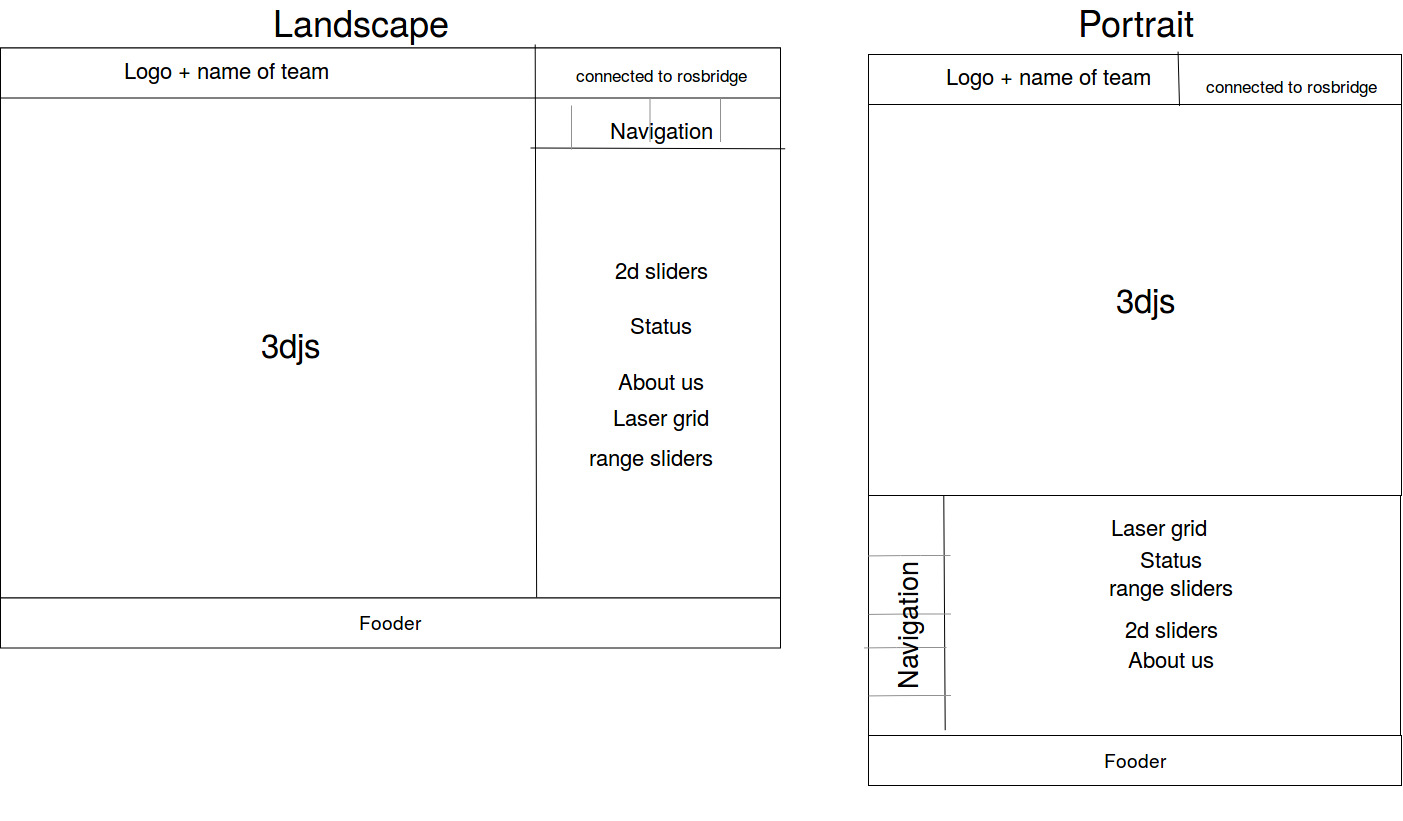 Landscape
Logo + name of team
connected to rosbridge
Navigation
3djs
2d sliders
Status
About us
Laser grid
range sliders
Fooder
Portrait
Logo + name of team
connected to rosbridge
3djs
Navigation
Laser grid
Status
range sliders
2d sliders
About us
Fooder